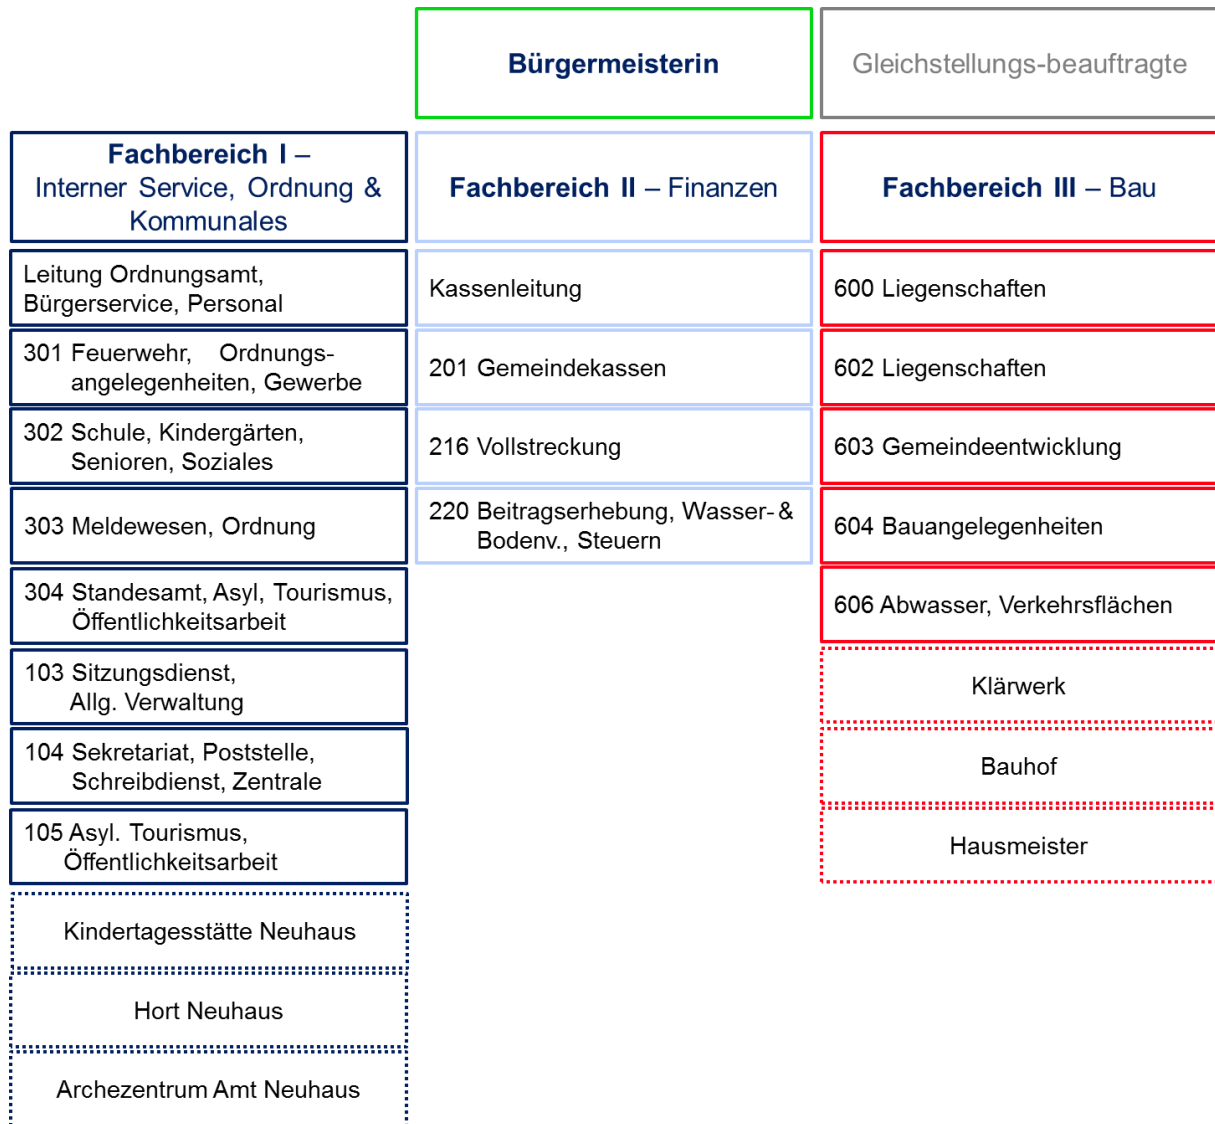 Bürgermeisterin
Gleichstellungs-beauftragte
Fachbereich I –
Interner Service, Ordnung &
Kommunales
Leitung Ordnungsamt,
Bürgerservice, Personal
301 Feuerwehr, Ordnungs-
angelegenheiten, Gewerbe
302 Schule, Kindergärten,
Senioren, Soziales
303 Meldewesen, Ordnung
304 Standesamt, Asyl, Tourismus,
Öffentlichkeitsarbeit
103 Sitzungsdienst,
Allg. Verwaltung
104 Sekretariat, Poststelle,
Schreibdienst, Zentrale
105 Asyl. Tourismus,
Öffentlichkeitsarbeit
Kindertagesstätte Neuhaus
Hort Neuhaus
Archezentrum Amt Neuhaus
Fachbereich II – Finanzen
Kassenleitung
201 Gemeindekassen
216 Vollstreckung
220 Beitragserhebung, Wasser- &
Bodenv., Steuern
Fachbereich III – Bau
600 Liegenschaften
602 Liegenschaften
603 Gemeindeentwicklung
604 Bauangelegenheiten
606 Abwasser, Verkehrsflächen
Klärwerk
Bauhof
Hausmeister